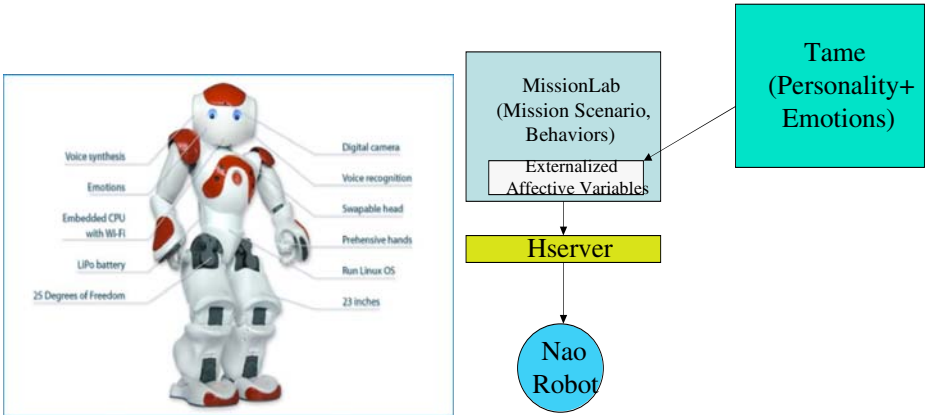 Voice synthesis
Emotions
Embedded CPU
with Wi-Fi
LiPo battery
25 Degrees of Freedom
Digital camera
Voice recognition
Swapable head
Prehensive hands
Run Linux OS
23 inches
MissionLab
(Mission Scenario,
Behaviors)
Externalized
Affective Variables
Hserver
Nao
Robot
Tame
(Personality+
Emotions)